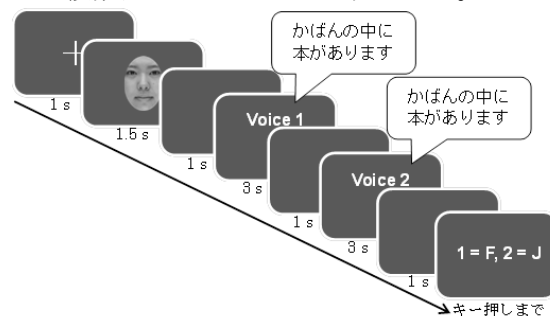 1 s
1.5 s
1 s
Voice 1
かばんの中に
本があります
3 s
1 s
Voice 2
かばんの中に
本があります
3 s
1 s
1 = F, 2 = J
キー押しまで